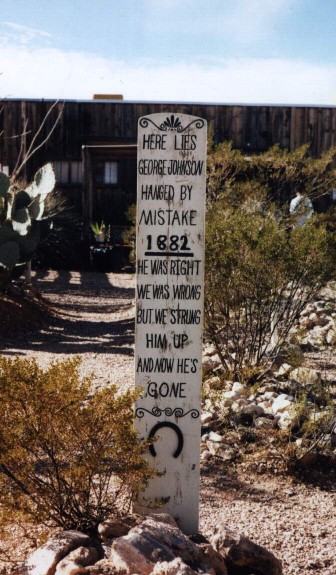 HERE LIES
GEORGE JOHNSON
HANGED BY
MISTAKE
1882
HE WAS RIGHT
WE WAS WRONG
BUT WE STRUNG
HIM UP
AND NOW HE'S
GONE